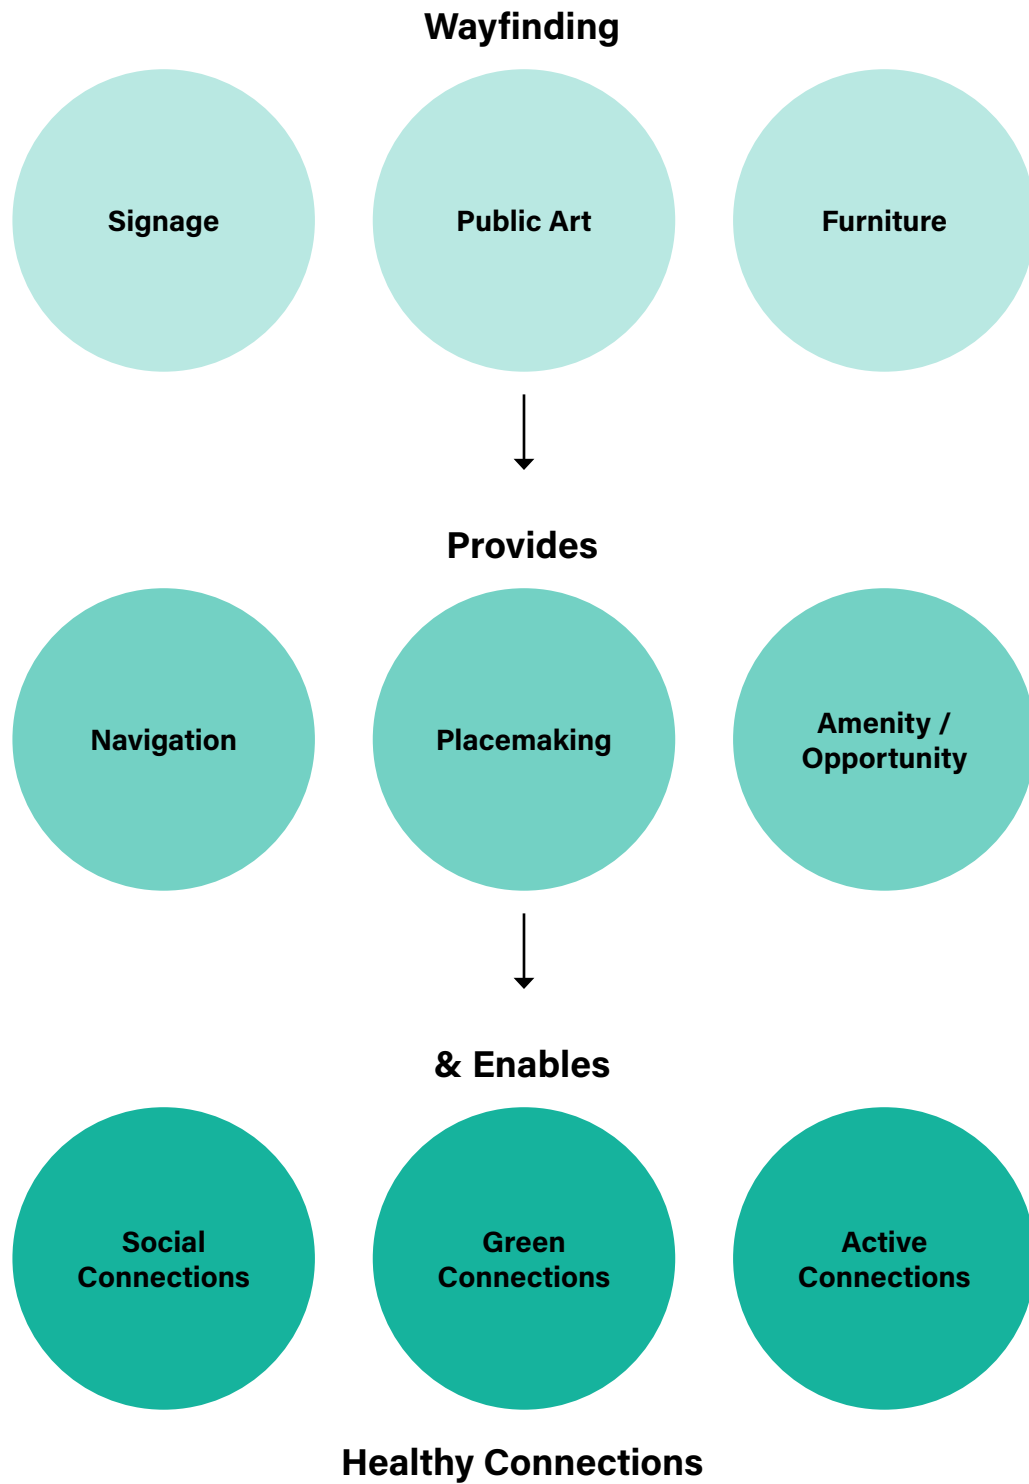 Wayfinding
Signage
Public Art
Furniture
Provides
Navigation
Placemaking
Amenity /
Opportunity
& Enables
Social
Connections
Green
Connections
Active
Connections
Healthy Connections